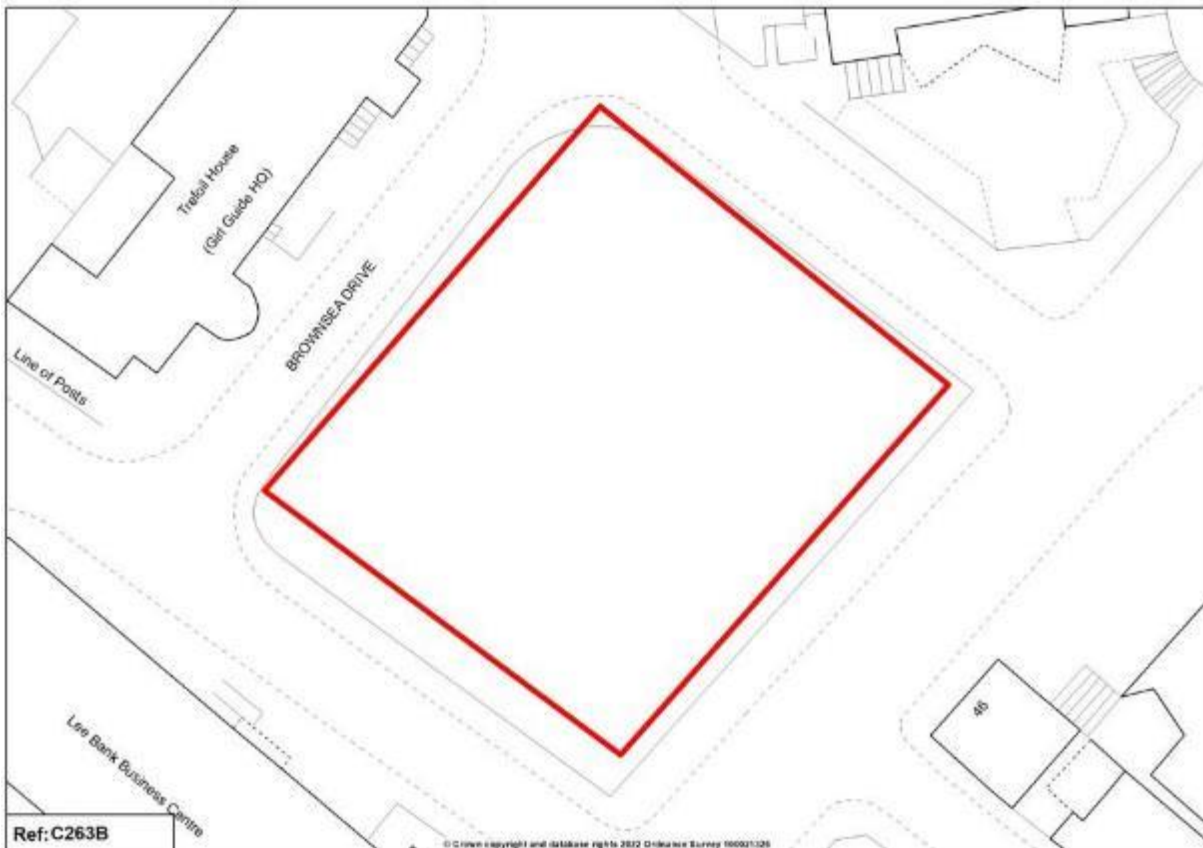 Trefoil House
(Girl Guide HQ)
BROWNSEA DRIVE
Line of Posts
46
Lee Bank Business Centre
Ref: C263B
© Crown copyright and database rights 2022 Ordnance Survey 100021326